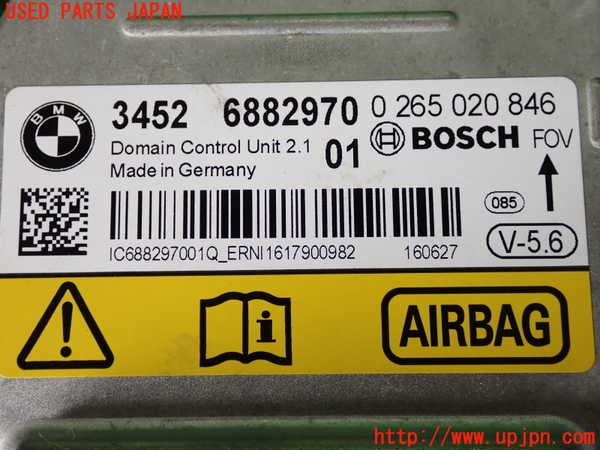 USED PARTS JAPAN
BMW
3452 6882970 0 265 020 846
Domain Control Unit 2.1 01 BOSCH FOV
Made in Germany
085
V-5.6
IC688297001Q_ERNI1617900982 160627
AIRBAG
http://www.upjpn.com